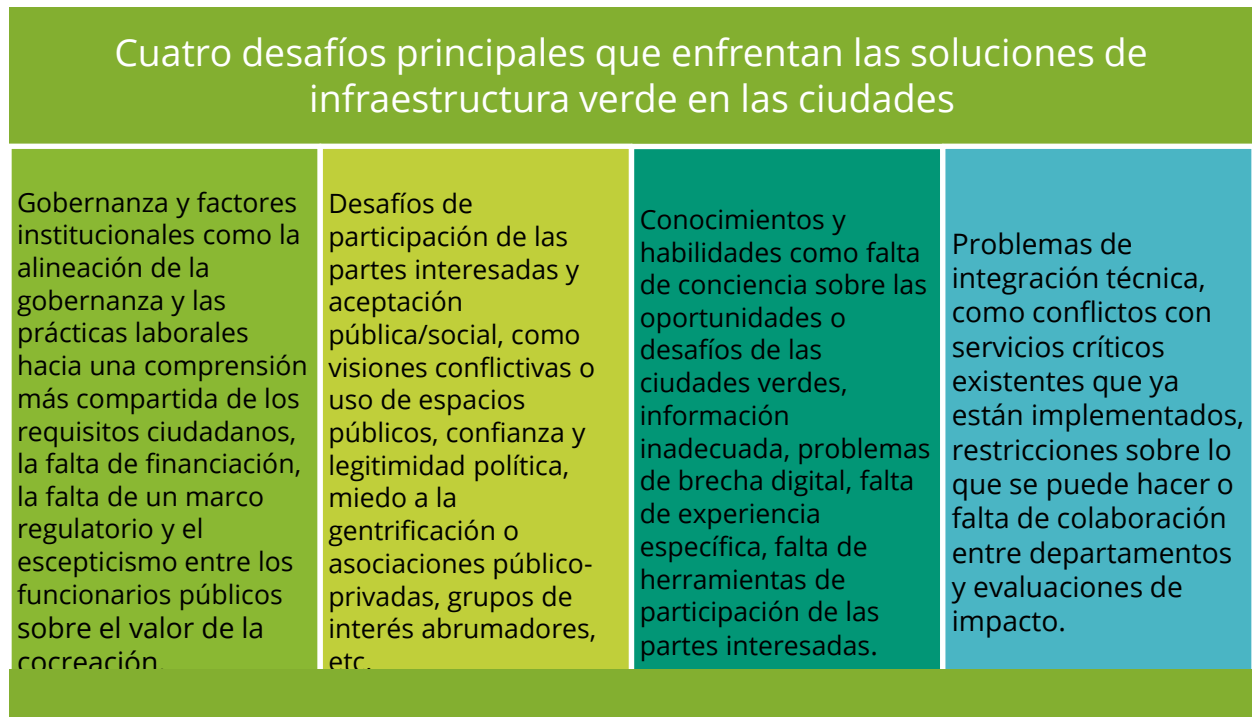 Cuatro desafíos principales que enfrentan las soluciones de
infraestructura verde en las ciudades
Gobernanza y factores
institucionales como la
alineación de la
gobernanza y las
prácticas laborales
hacia una comprensión
más compartida de los
requisitos ciudadanos,
la falta de financiación,
la falta de un marco
regulatorio y el
escepticismo entre los
funcionarios públicos
sobre el valor de la
cocreación.
Desafíos de
participación de las
partes interesadas y
aceptación
pública/social, como
visiones conflictivas o
uso de espacios
públicos, confianza y
legitimidad política,
miedo a la
gentrificación o
asociaciones público-
privadas, grupos de
interés abrumadores,
etc.
Conocimientos y
habilidades como falta
de conciencia sobre las
oportunidades o
desafíos de las
ciudades verdes,
información
inadecuada, problemas
de brecha digital, falta
de experiencia
específica, falta de
herramientas de
participación de las
partes interesadas.
Problemas de
integración técnica,
como conflictos con
servicios críticos
existentes que ya
están implementados,
restricciones sobre lo
que se puede hacer o
falta de colaboración
entre departamentos
y evaluaciones de
impacto.